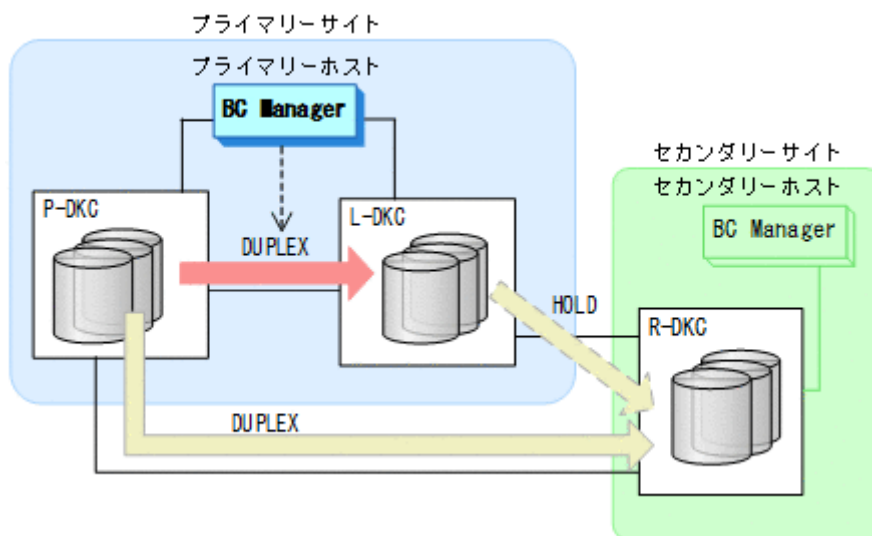 プライマリーサイト
プライマリーホスト
BC Manager
セカンダリーサイト
セカンダリーホスト
BC Manager
P-DKC
L-DKC
DUPLEX
HOLD
R-DKC
DUPLEX